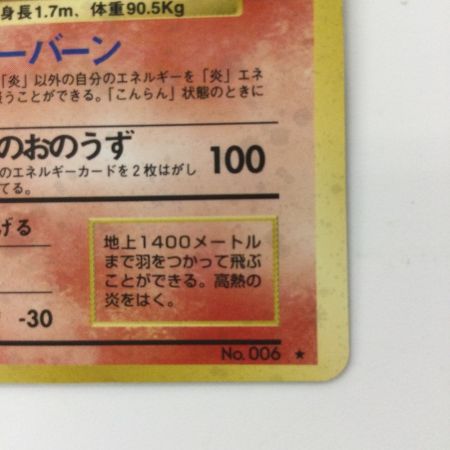 身長1.7m、体重90.5Kg
ーバーン
「炎」以外の自分のエネルギーを「炎」エネ
うことができる。「こんらん」状態のときに
のおのうず
100
のエネルギーカードを2枚はがし
てる。
げる
地上1400メートル
まで羽をつかって飛ぶ
ことができる。高熱の
炎をはく。
-30
No. 006 ★